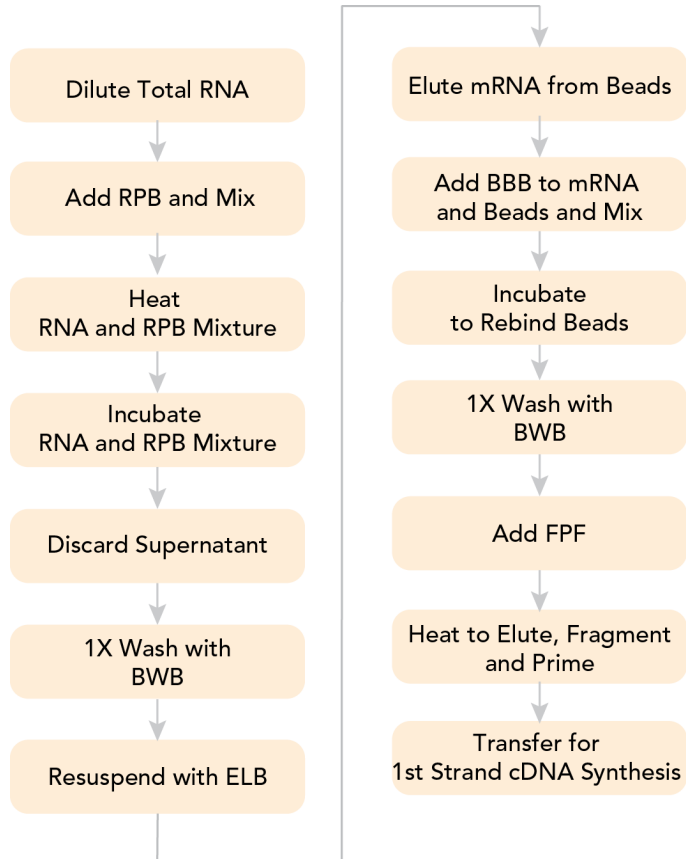 Dilute Total RNA
Add RPB and Mix
Heat
RNA and RPB Mixture
Incubate
RNA and RPB Mixture
Discard Supernatant
1X Wash with
BWB
Resuspend with ELB
Elute mRNA from Beads
Add BBB to mRNA
and Beads and Mix
Incubate
to Rebind Beads
1X Wash with
BWB
Add FPF
Heat to Elute, Fragment
and Prime
Transfer for
1st Strand cDNA Synthesis